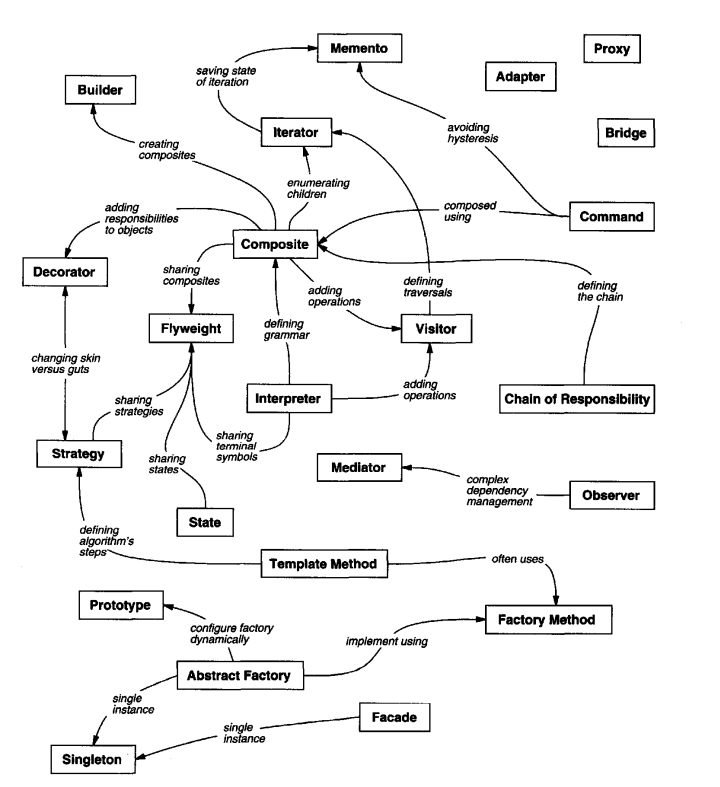 Memento
Proxy
saving state
of iteration
Adapter
Builder
Iterator
avoiding
hysteresis
Bridge
creating
composites
enumerating
children
adding
responsibilities
to objects
composed
using
Command
Composite
Decorator
sharing
composites
adding
operations
defining
traversals
defining
the chain
Flyweight
defining
grammar
Visitor
changing skin
versus guts
sharing
strategies
Interpreter
adding
operations
Chain of Responsibility
Strategy
sharing
terminal
symbols
sharing
states
Mediator
complex
dependency
management
Observer
State
defining
algorithm's
steps
Template Method
often uses
Prototype
Factory Method
configure factory
dynamically
implement using
Abstract Factory
single
instance
Facade
single
instance
Singleton